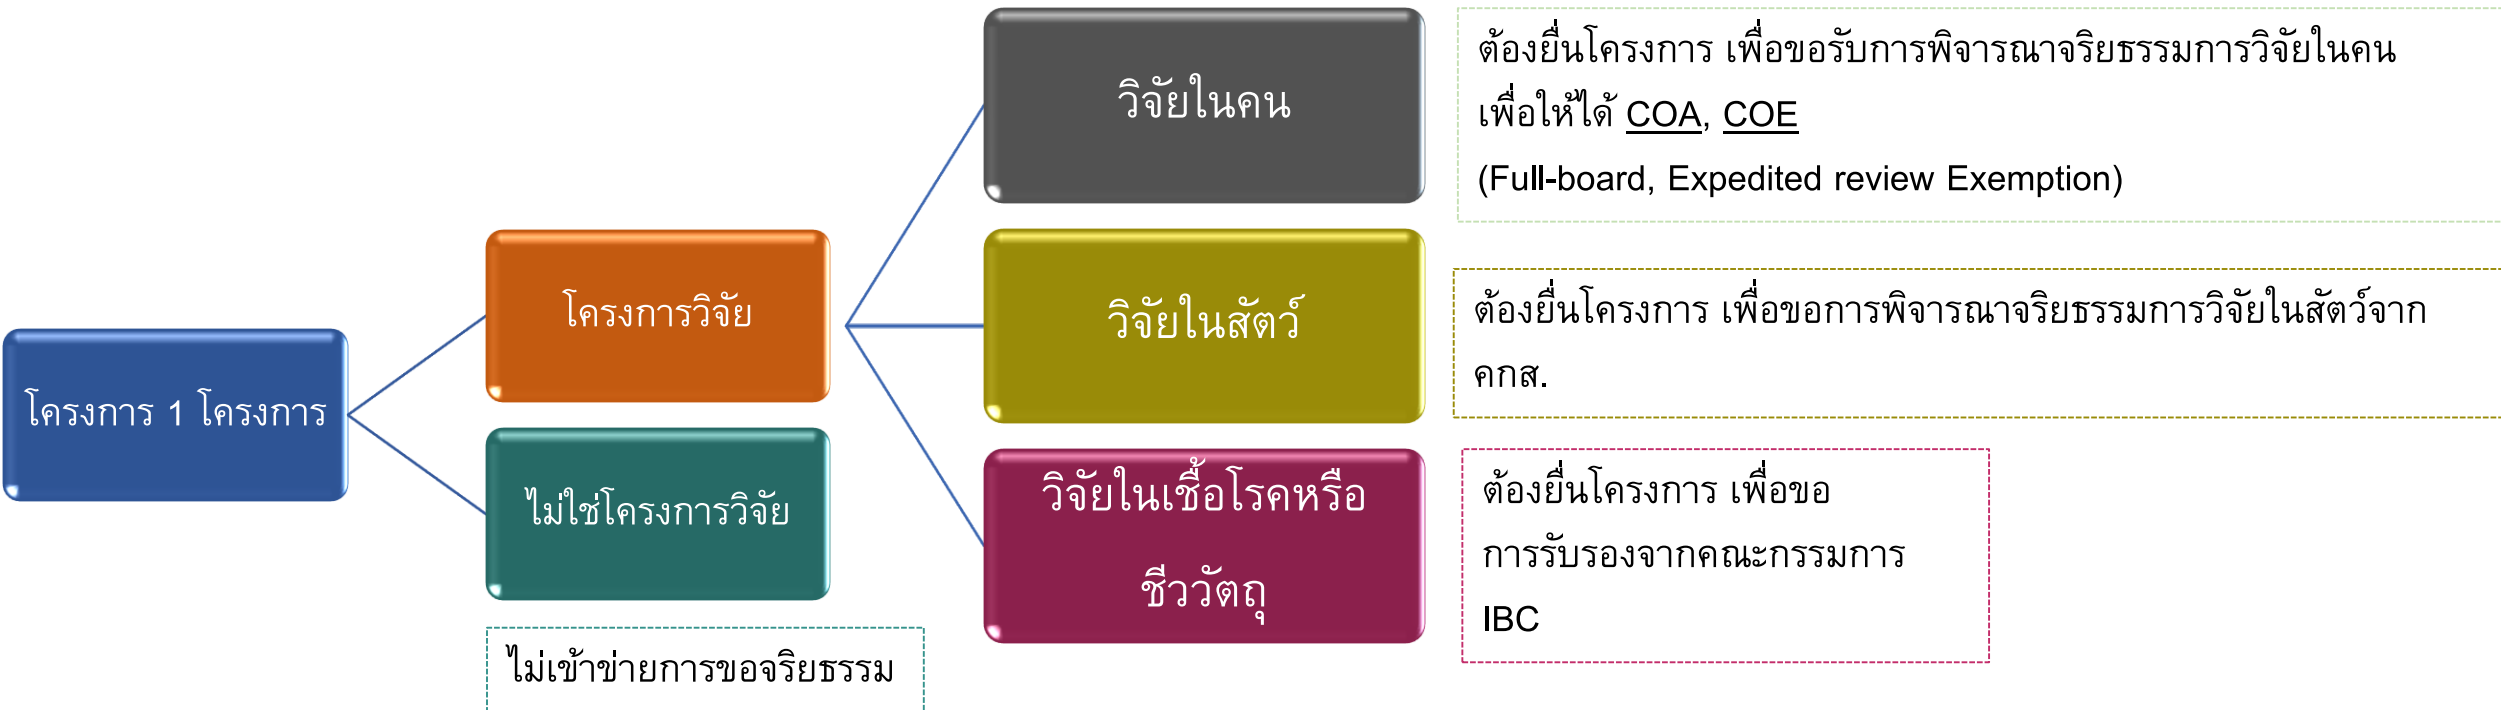 โครงการ 1 โครงการ
โครงการวิจัย
ไม่ใช่โครงการวิจัย
ไม่เข้าข่ายการขอจริยธรรม
วิจัยในคน
ต้องยื่นโครงการ เพื่อขอรับการพิจารณาจริยธรรมการวิจัยในคน
เพื่อให้ได้ COA, COE
(Full-board, Expedited review Exemption)
วิจัยในสัตว์
ต้องยื่นโครงการ เพื่อขอการพิจารณาจริยธรรมการวิจัยในสัตว์จาก
คกส.
วิจัยในเชื้อโรคหรือ
ชีววัตถุ
ต้องยื่นโครงการ เพื่อขอ
การรับรองจากคณะกรรมการ
IBC